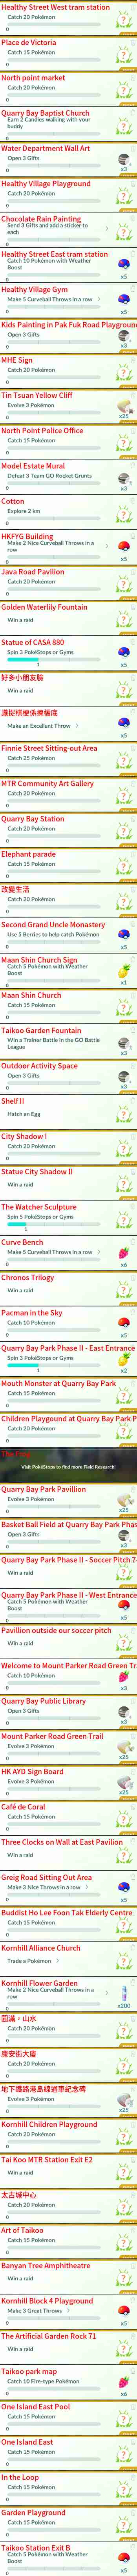 Healthy Street West tram station
Catch 20 Pokémon
0
Place de Victoria
Catch 15 Pokémon
0
North point market
Catch 20 Pokémon
0
Quarry Bay Baptist Church
Earn 2 Candies walking with your
buddy
0
Water Department Wall Art
Open 3 Gifts
0
x3
Healthy Village Playground
Catch 20 Pokémon
0
Chocolate Rain Painting
Send 3 Gifts and add a sticker to
each
0
Healthy Street East tram station
Catch 10 Pokémon with Weather
Boost
0
x5
Healthy Village Gym
Make 5 Curveball Throws in a row
0
x5
Kids Painting in Pak Fuk Road Playground
Open 3 Gifts
0
x3
MHE Sign
Catch 20 Pokémon
0
Tin Tsuan Yellow Cliff
Evolve 3 Pokémon
0
x25
North Point Police Office
Catch 15 Pokémon
0
Model Estate Mural
Defeat 3 Team GO Rocket Grunts
0
x3
Cotton
Explore 2 km
0
HKFYG Building
Make 2 Nice Curveball Throws in a
row
0
x5
Java Road Pavilion
Catch 20 Pokémon
0
Golden Waterlily Fountain
Win a raid
Statue of CASA 880
Spin 3 PokéStops or Gyms
1
x5
好多小朋友臉
Win a raid
識捉棋梗係揀橋底
Make an Excellent Throw
x5
Finnie Street Sitting-out Area
Catch 25 Pokémon
0
MTR Community Art Gallery
Catch 20 Pokémon
0
Quarry Bay Station
Catch 20 Pokémon
0
Elephant parade
Catch 15 Pokémon
0
改變生活
Catch 20 Pokémon
0
Second Grand Uncle Monastery
Use 5 Berries to help catch Pokémon
0
x5
Maan Shin Church Sign
Catch 5 Pokémon with Weather
Boost
0
x1
Maan Shin Church
Catch 15 Pokémon
0
Taikoo Garden Fountain
Win a Trainer Battle in the GO Battle
League
x3
Outdoor Activity Space
Open 3 Gifts
0
x3
Shelf II
Hatch an Egg
City Shadow I
Catch 20 Pokémon
0
Statue City Shadow II
Win a raid
The Watcher Sculpture
Spin 5 PokéStops or Gyms
1
Curve Bench
Make 5 Curveball Throws in a row
0
x6
Chronos Trilogy
Win a raid
Pacman in the Sky
Catch 10 Pokémon
0
x5
Quarry Bay Park Phase II - East Entrance
Spin 3 PokéStops or Gyms
1
x2
Mouth Monster at Quarry Bay Park
Catch 15 Pokémon
0
Children Playgound at Quarry Bay Park P
Catch 20 Pokémon
0
Visit PokéStops to find more Field Research!
Quarry Bay Park Pavillion
Evolve 3 Pokémon
0
x25
Basket Ball Field at Quarry Bay Park Phas
Open 3 Gifts
0
x3
Quarry Bay Park Phase II - Soccer Pitch 7-
Win a raid
Quarry Bay Park Phase II - West Entrance
Catch 5 Pokémon with Weather
Boost
0
x5
Pavillion outside our soccer pitch
Win a raid
Welcome to Mount Parker Road Green Tr
Catch 10 Pokémon
0
x3
Quarry Bay Public Library
Open 3 Gifts
0
x3
Mount Parker Road Green Trail
Evolve 3 Pokémon
0
x25
HK AYD Sign Board
Evolve 3 Pokémon
0
x25
Café de Coral
Catch 15 Pokémon
0
Three Clocks on Wall at East Pavilion
Win a raid
Greig Road Sitting Out Area
Make 3 Nice Throws in a row
0
x5
Buddist Ho Lee Foon Tak Elderly Centre
Catch 15 Pokémon
0
Kornhill Alliance Church
Trade a Pokémon
Kornhill Flower Garden
Make 2 Nice Curveball Throws in a
row
0
x200
圓滿，山水
Catch 20 Pokémon
0
康安街大廈
Catch 20 Pokémon
0
地下鐵路港島綫通車紀念碑
Evolve 3 Pokémon
0
x25
Kornhill Children Playground
Catch 20 Pokémon
0
Tai Koo MTR Station Exit E2
Win a raid
太古城中心
Catch 20 Pokémon
0
Art of Taikoo
Catch 15 Pokémon
0
Banyan Tree Amphitheatre
Win a raid
Kornhill Block 4 Playground
Make 3 Great Throws
0
x5
The Artificial Garden Rock 71
Win a raid
Taikoo park map
Catch 10 Fire-type Pokémon
0
x6
One Island East Pool
Catch 15 Pokémon
0
One Island East
Catch 15 Pokémon
0
In the Loop
Catch 15 Pokémon
0
Garden Playground
Catch 15 Pokémon
0
Taikoo Station Exit B
Catch 5 Pokémon with Weather
Boost
0
x5